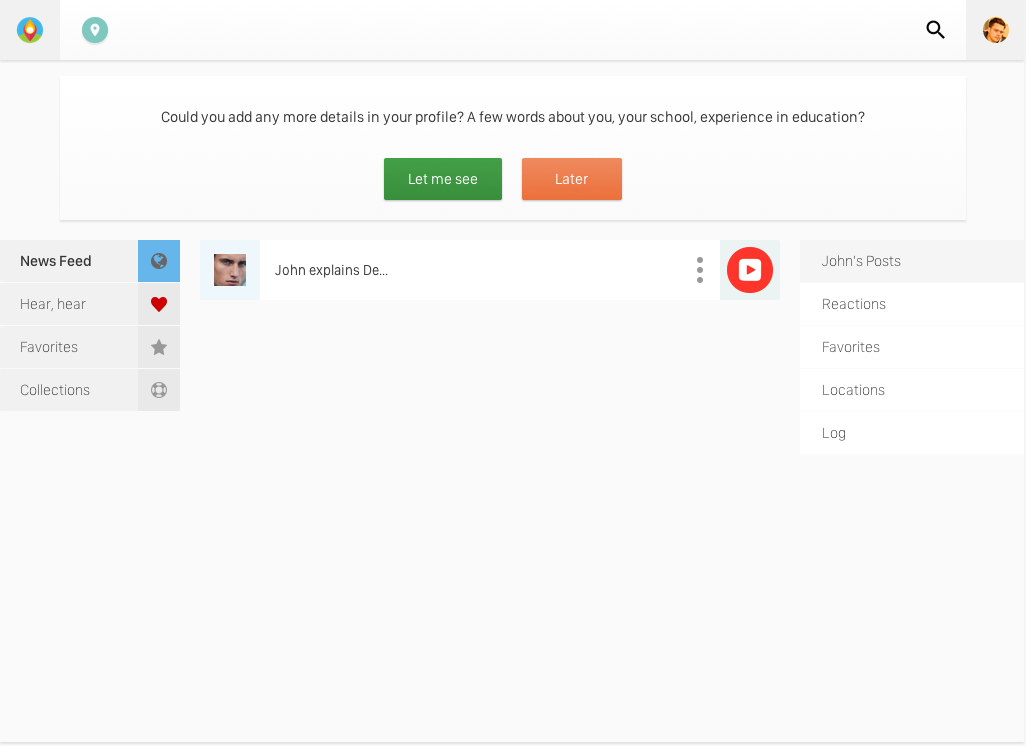 Could you add any more details in your profile? A few words about you, your school, experience in education?
Let me see
Later
News Feed
Hear, hear
Favorites
Collections
John explains De...
John's Posts
Reactions
Favorites
Locations
Log